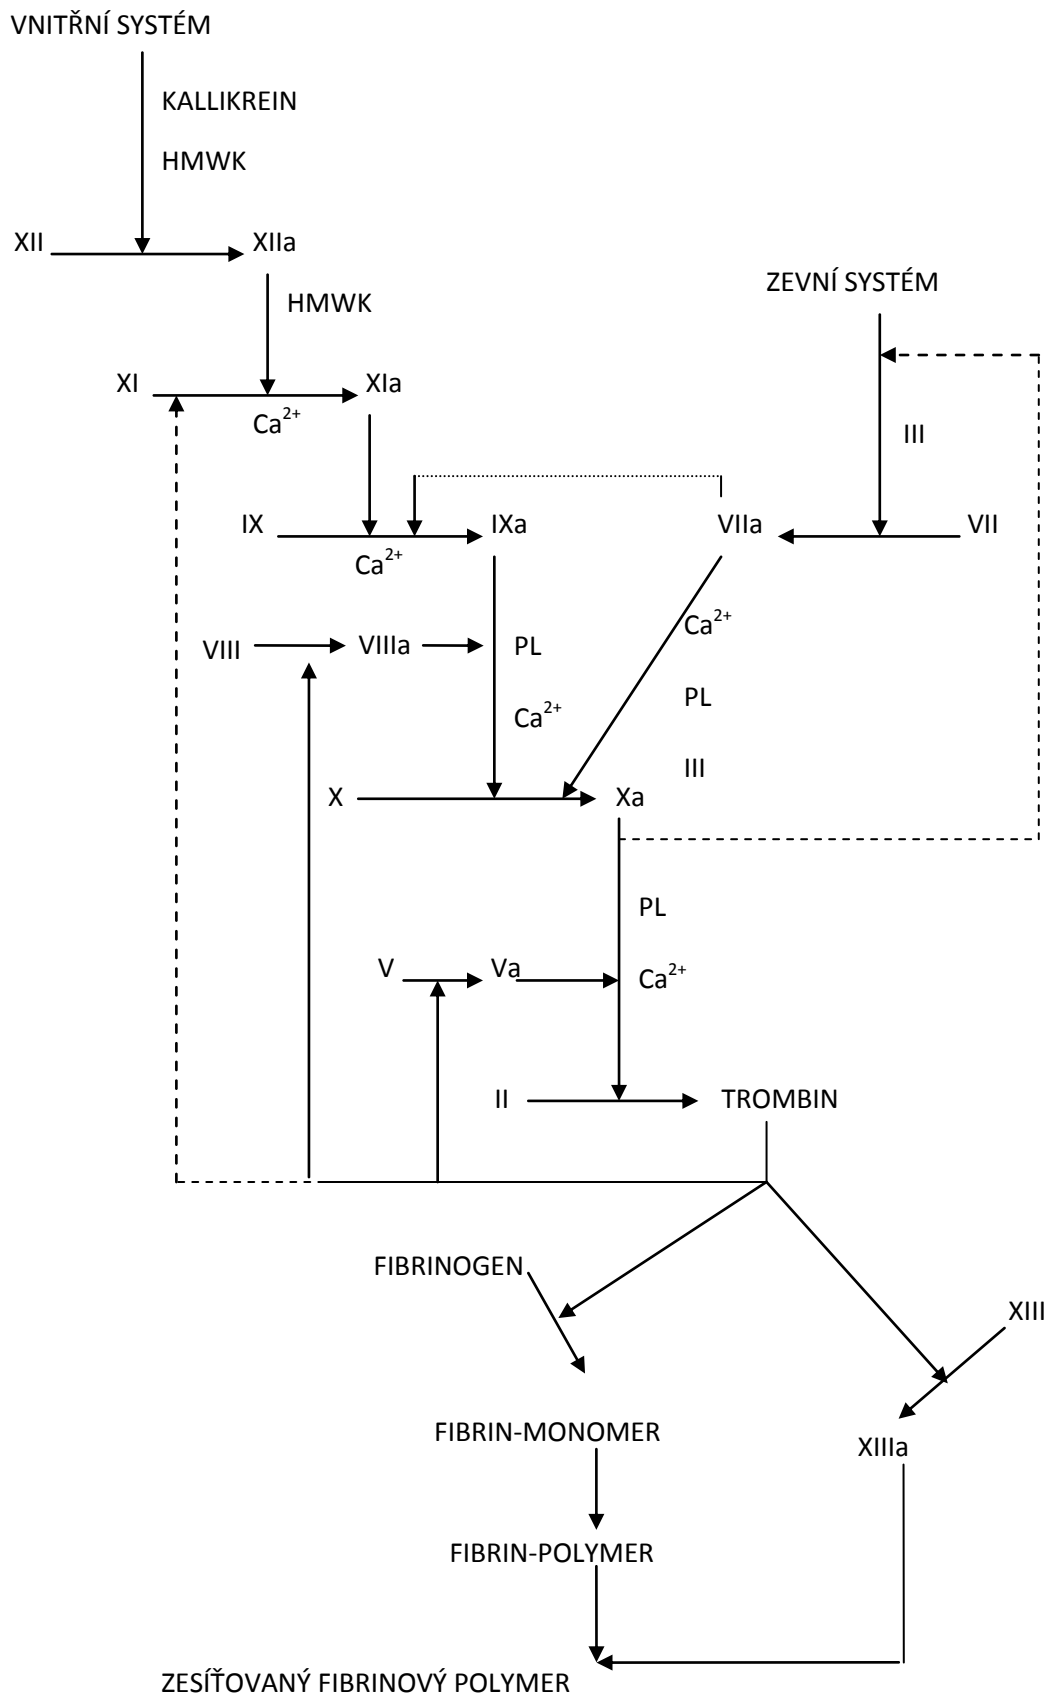 VNITŘNÍ SYSTÉM
KALLIKREIN
HMWK
XII XIIa
ZEVNÍ SYSTÉM
HMWK
XI XIa
Ca²⁺
III
IX IXa VIIa VII
Ca²⁺
Ca²⁺
VIII VIIIa PL
PL
Ca²⁺
III
X Xa
PL
V Va Ca²⁺
II TROMBIN
FIBRINOGEN
XIII
FIBRIN-MONOMER
XIIIa
FIBRIN-POLYMER
ZESÍŤOVANÝ FIBRINOVÝ POLYMER